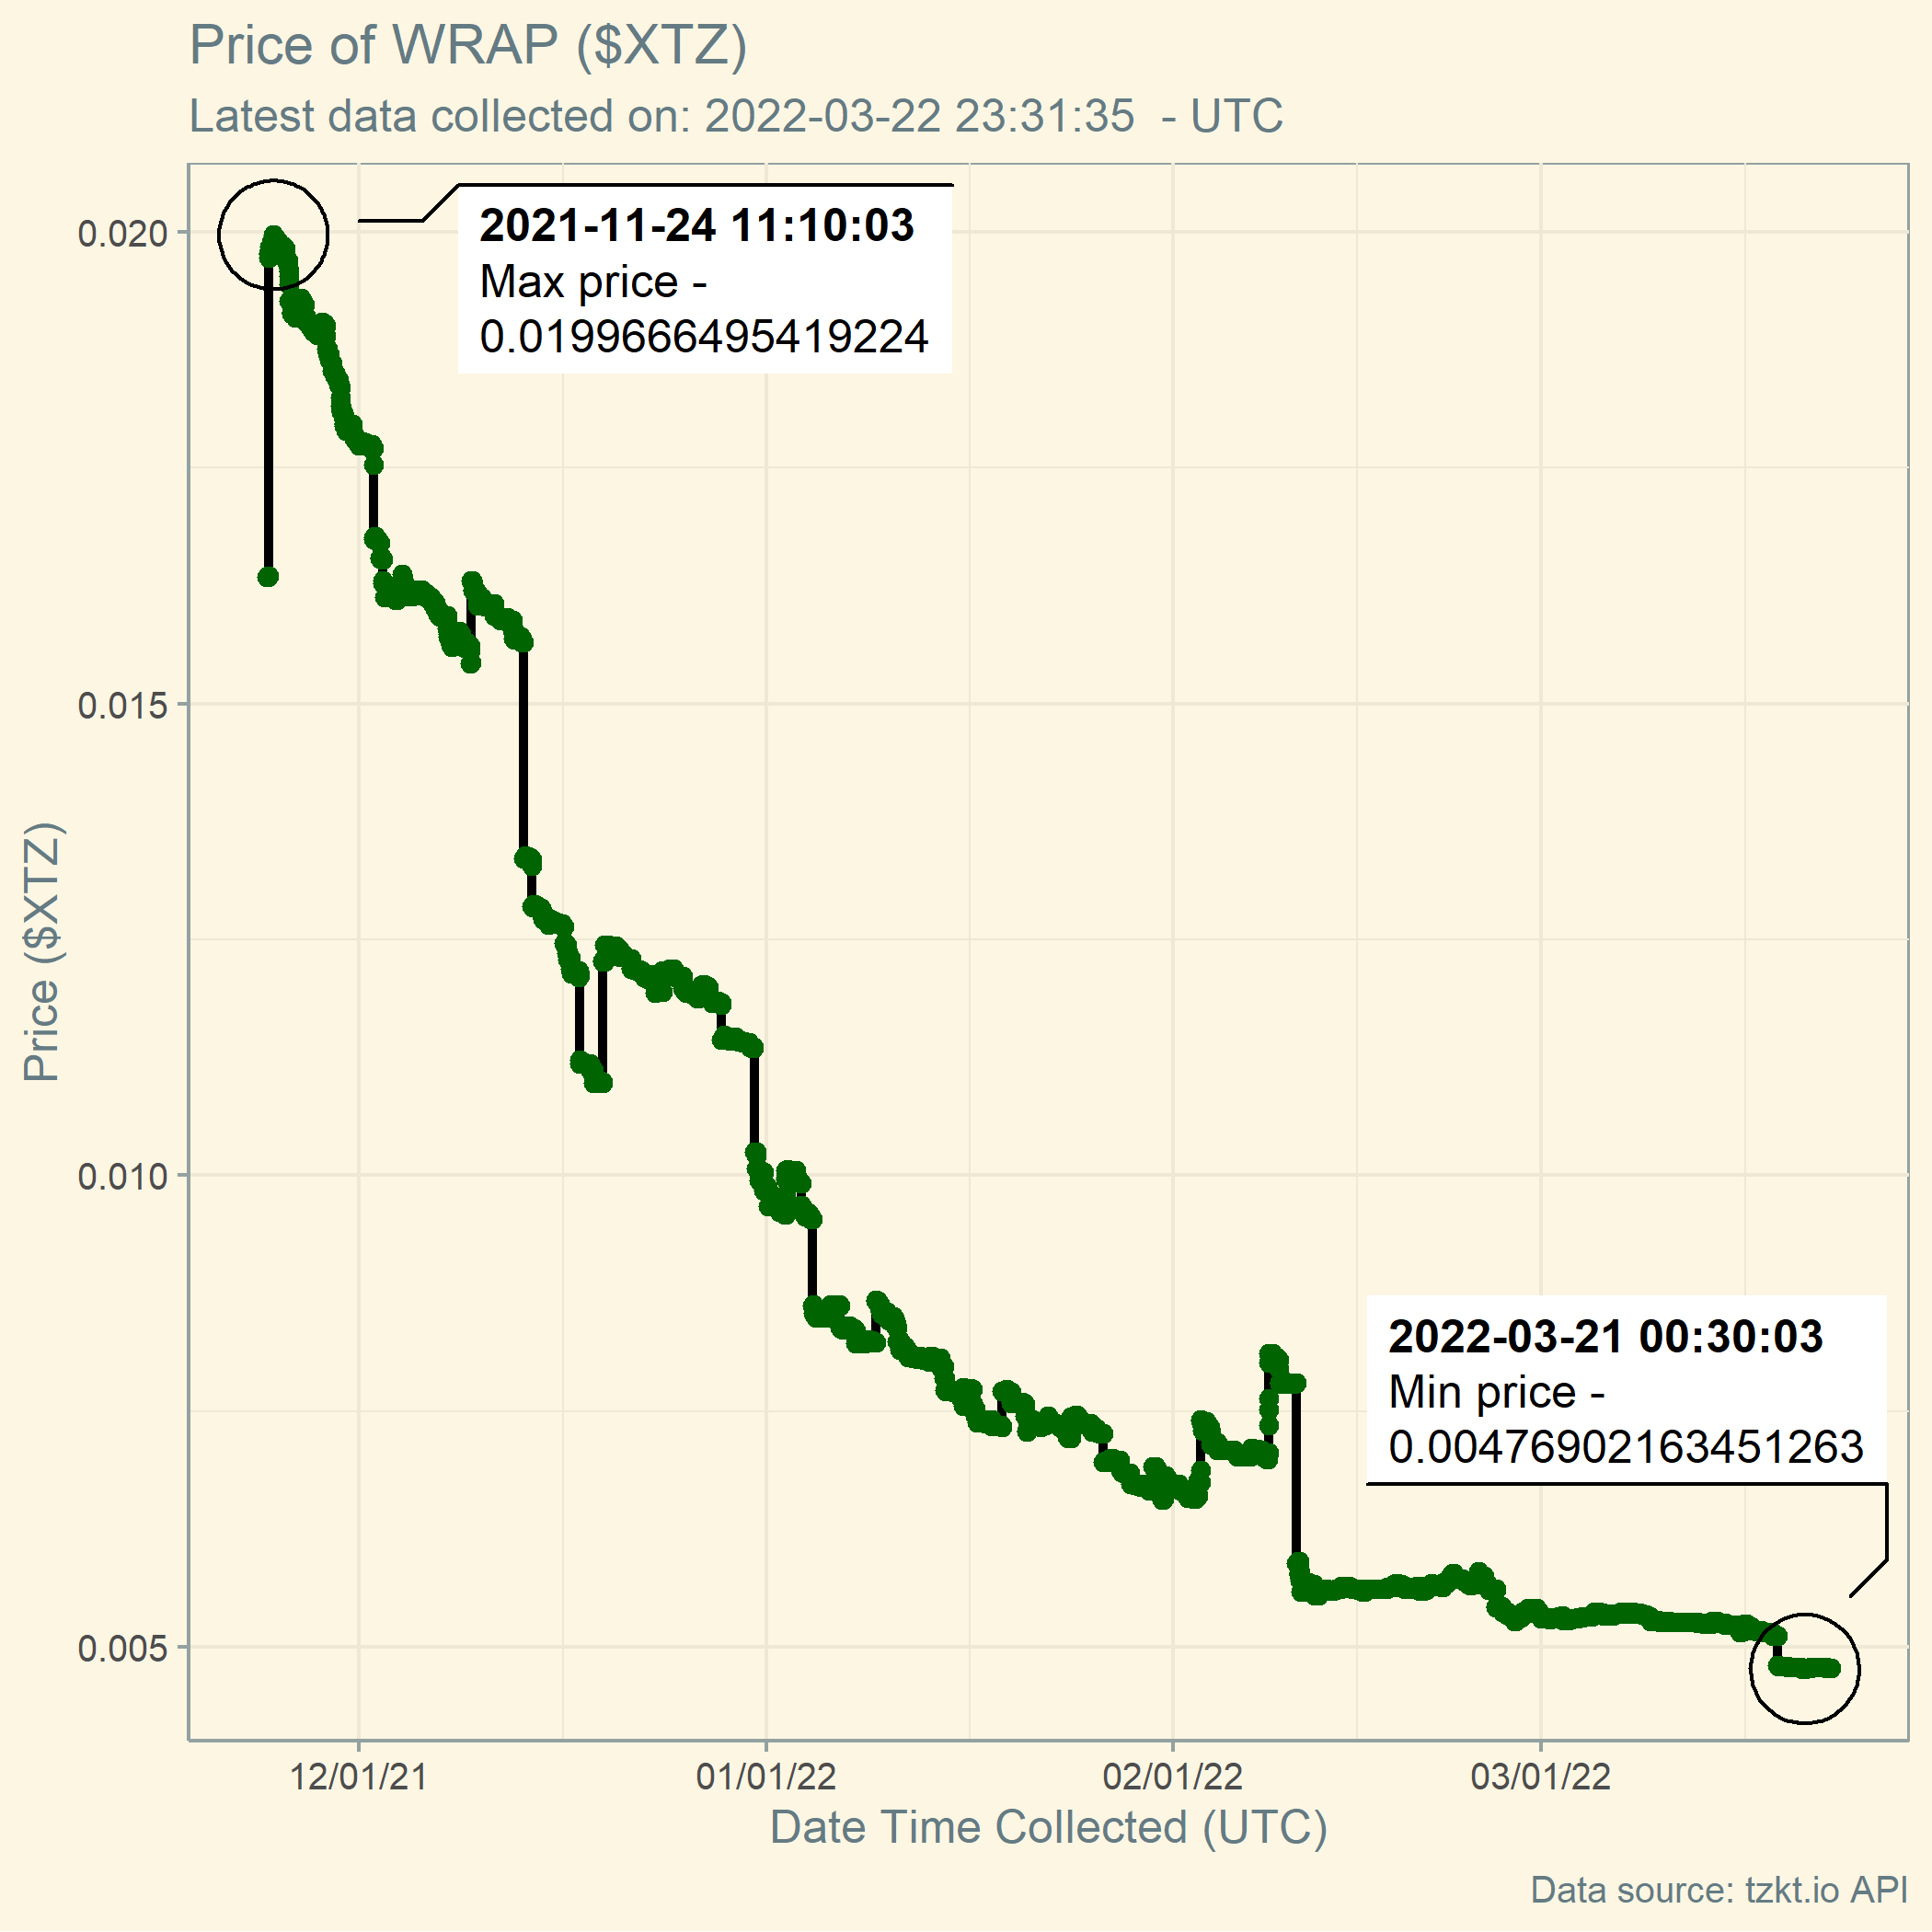 Price of WRAP ($XTZ)
Latest data collected on: 2022-03-22 23:31:35 - UTC
2021-11-24 11:10:03
Max price -
0.0199666495419224
0.020
0.015
0.010
0.005
Price ($XTZ)
2022-03-21 00:30:03
Min price -
0.00476902163451263
12/01/21
01/01/22
02/01/22
03/01/22
Date Time Collected (UTC)
Data source: tzkt.io API